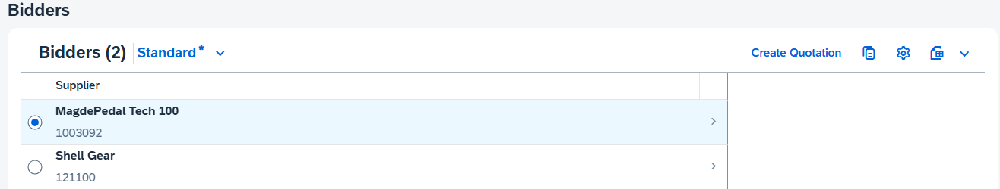 Bidders
Bidders (2) Standard* Create Quotation
Supplier
MagdePedal Tech 100
1003092
Shell Gear
121100